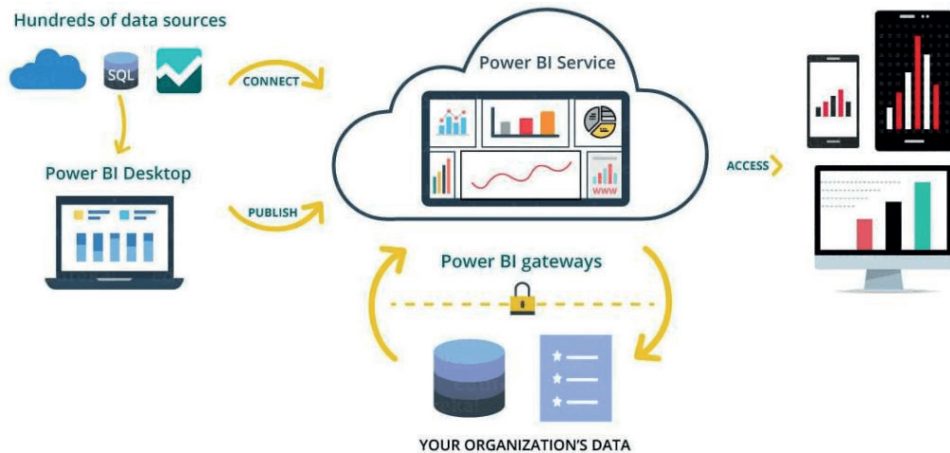 Hundreds of data sources
SQL
CONNECT
Power BI Service
WWW
Power BI Desktop
PUBLISH
ACCESS
Power BI gateways
YOUR ORGANIZATION'S DATA